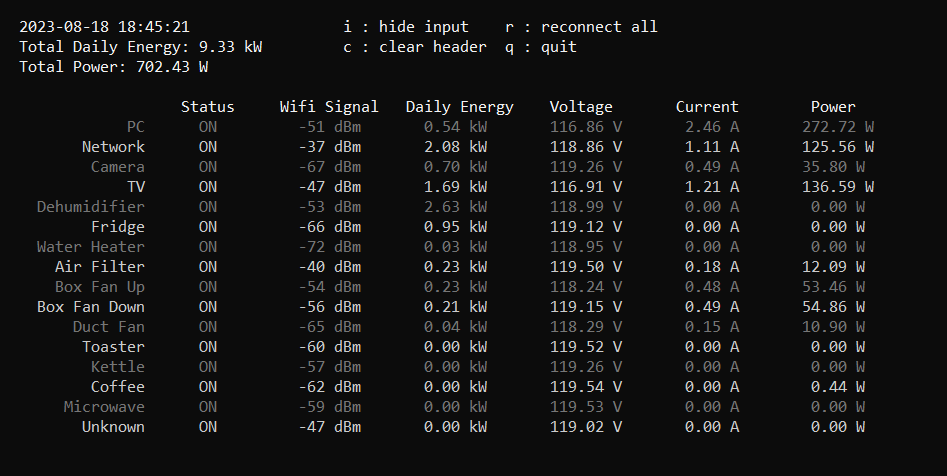 2023-08-18 18:45:21 i : hide input r : reconnect all
Total Daily Energy: 9.33 kW c : clear header q : quit
Total Power: 702.43 W
Status Wifi Signal Daily Energy Voltage Current Power
PC ON -51 dBm 0.54 kW 116.86 V 2.46 A 272.72 W
Network ON -37 dBm 2.08 kW 118.86 V 1.11 A 125.56 W
Camera ON -67 dBm 0.70 kW 119.26 V 0.49 A 35.80 W
TV ON -47 dBm 1.69 kW 116.91 V 1.21 A 136.59 W
Dehumidifier ON -53 dBm 2.63 kW 118.99 V 0.00 A 0.00 W
Fridge ON -66 dBm 0.95 kW 119.12 V 0.00 A 0.00 W
Water Heater ON -72 dBm 0.03 kW 118.95 V 0.00 A 0.00 W
Air Filter ON -40 dBm 0.23 kW 119.50 V 0.18 A 12.09 W
Box Fan Up ON -54 dBm 0.23 kW 118.24 V 0.48 A 53.46 W
Box Fan Down ON -56 dBm 0.21 kW 119.15 V 0.49 A 54.86 W
Duct Fan ON -65 dBm 0.04 kW 118.29 V 0.15 A 10.90 W
Toaster ON -60 dBm 0.00 kW 119.52 V 0.00 A 0.00 W
Kettle ON -57 dBm 0.00 kW 119.26 V 0.00 A 0.00 W
Coffee ON -62 dBm 0.00 kW 119.54 V 0.00 A 0.44 W
Microwave ON -59 dBm 0.00 kW 119.53 V 0.00 A 0.00 W
Unknown ON -47 dBm 0.00 kW 119.02 V 0.00 A 0.00 W